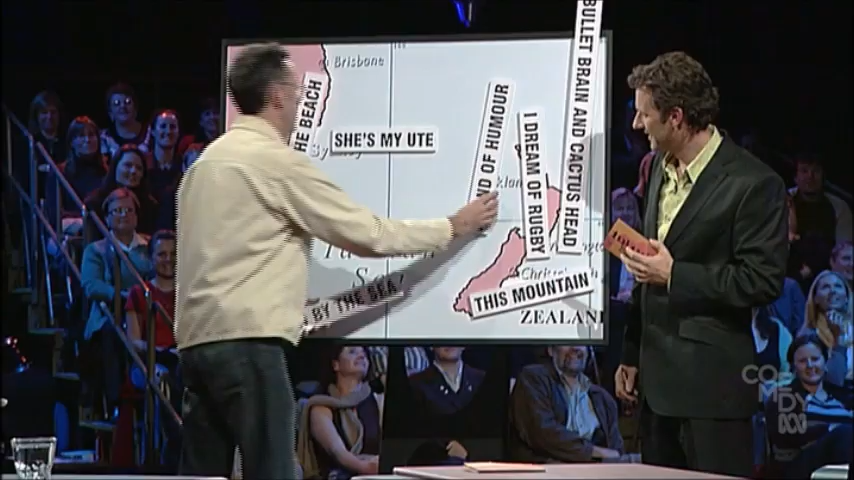 Brisbane
HE BEACH
SHE'S MY UTE
ND OF HUMOUR
I DREAM OF RUGBY
BULLET BRAIN AND CACTUS HEAD
BY THE SEA?
THIS MOUNTAIN
ZEALAN
COMEDY